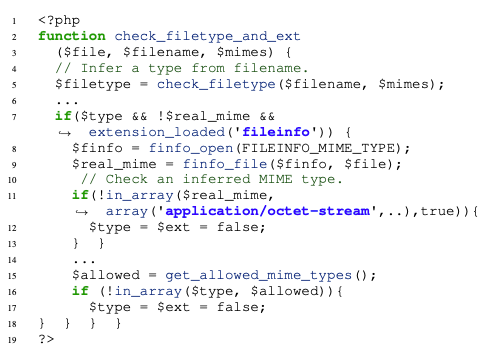 1 <?php
2 function check_filetype_and_ext
3 ($file, $filename, $mimes) {
4 // Infer a type from filename.
5 $filetype = check_filetype($filename, $mimes);
6 ...
7 if($type && !$real_mime &&
↪ extension_loaded('fileinfo')) {
8 $finfo = finfo_open(FILEINFO_MIME_TYPE);
9 $real_mime = finfo_file($finfo, $file);
10 // Check an inferred MIME type.
11 if(!in_array($real_mime,
↪ array('application/octet-stream',..),true)){
12 $type = $ext = false;
13 } }
14 ...
15 $allowed = get_allowed_mime_types();
16 if (!in_array($type, $allowed)){
17 $type = $ext = false;
18 } } } }
19 ?>